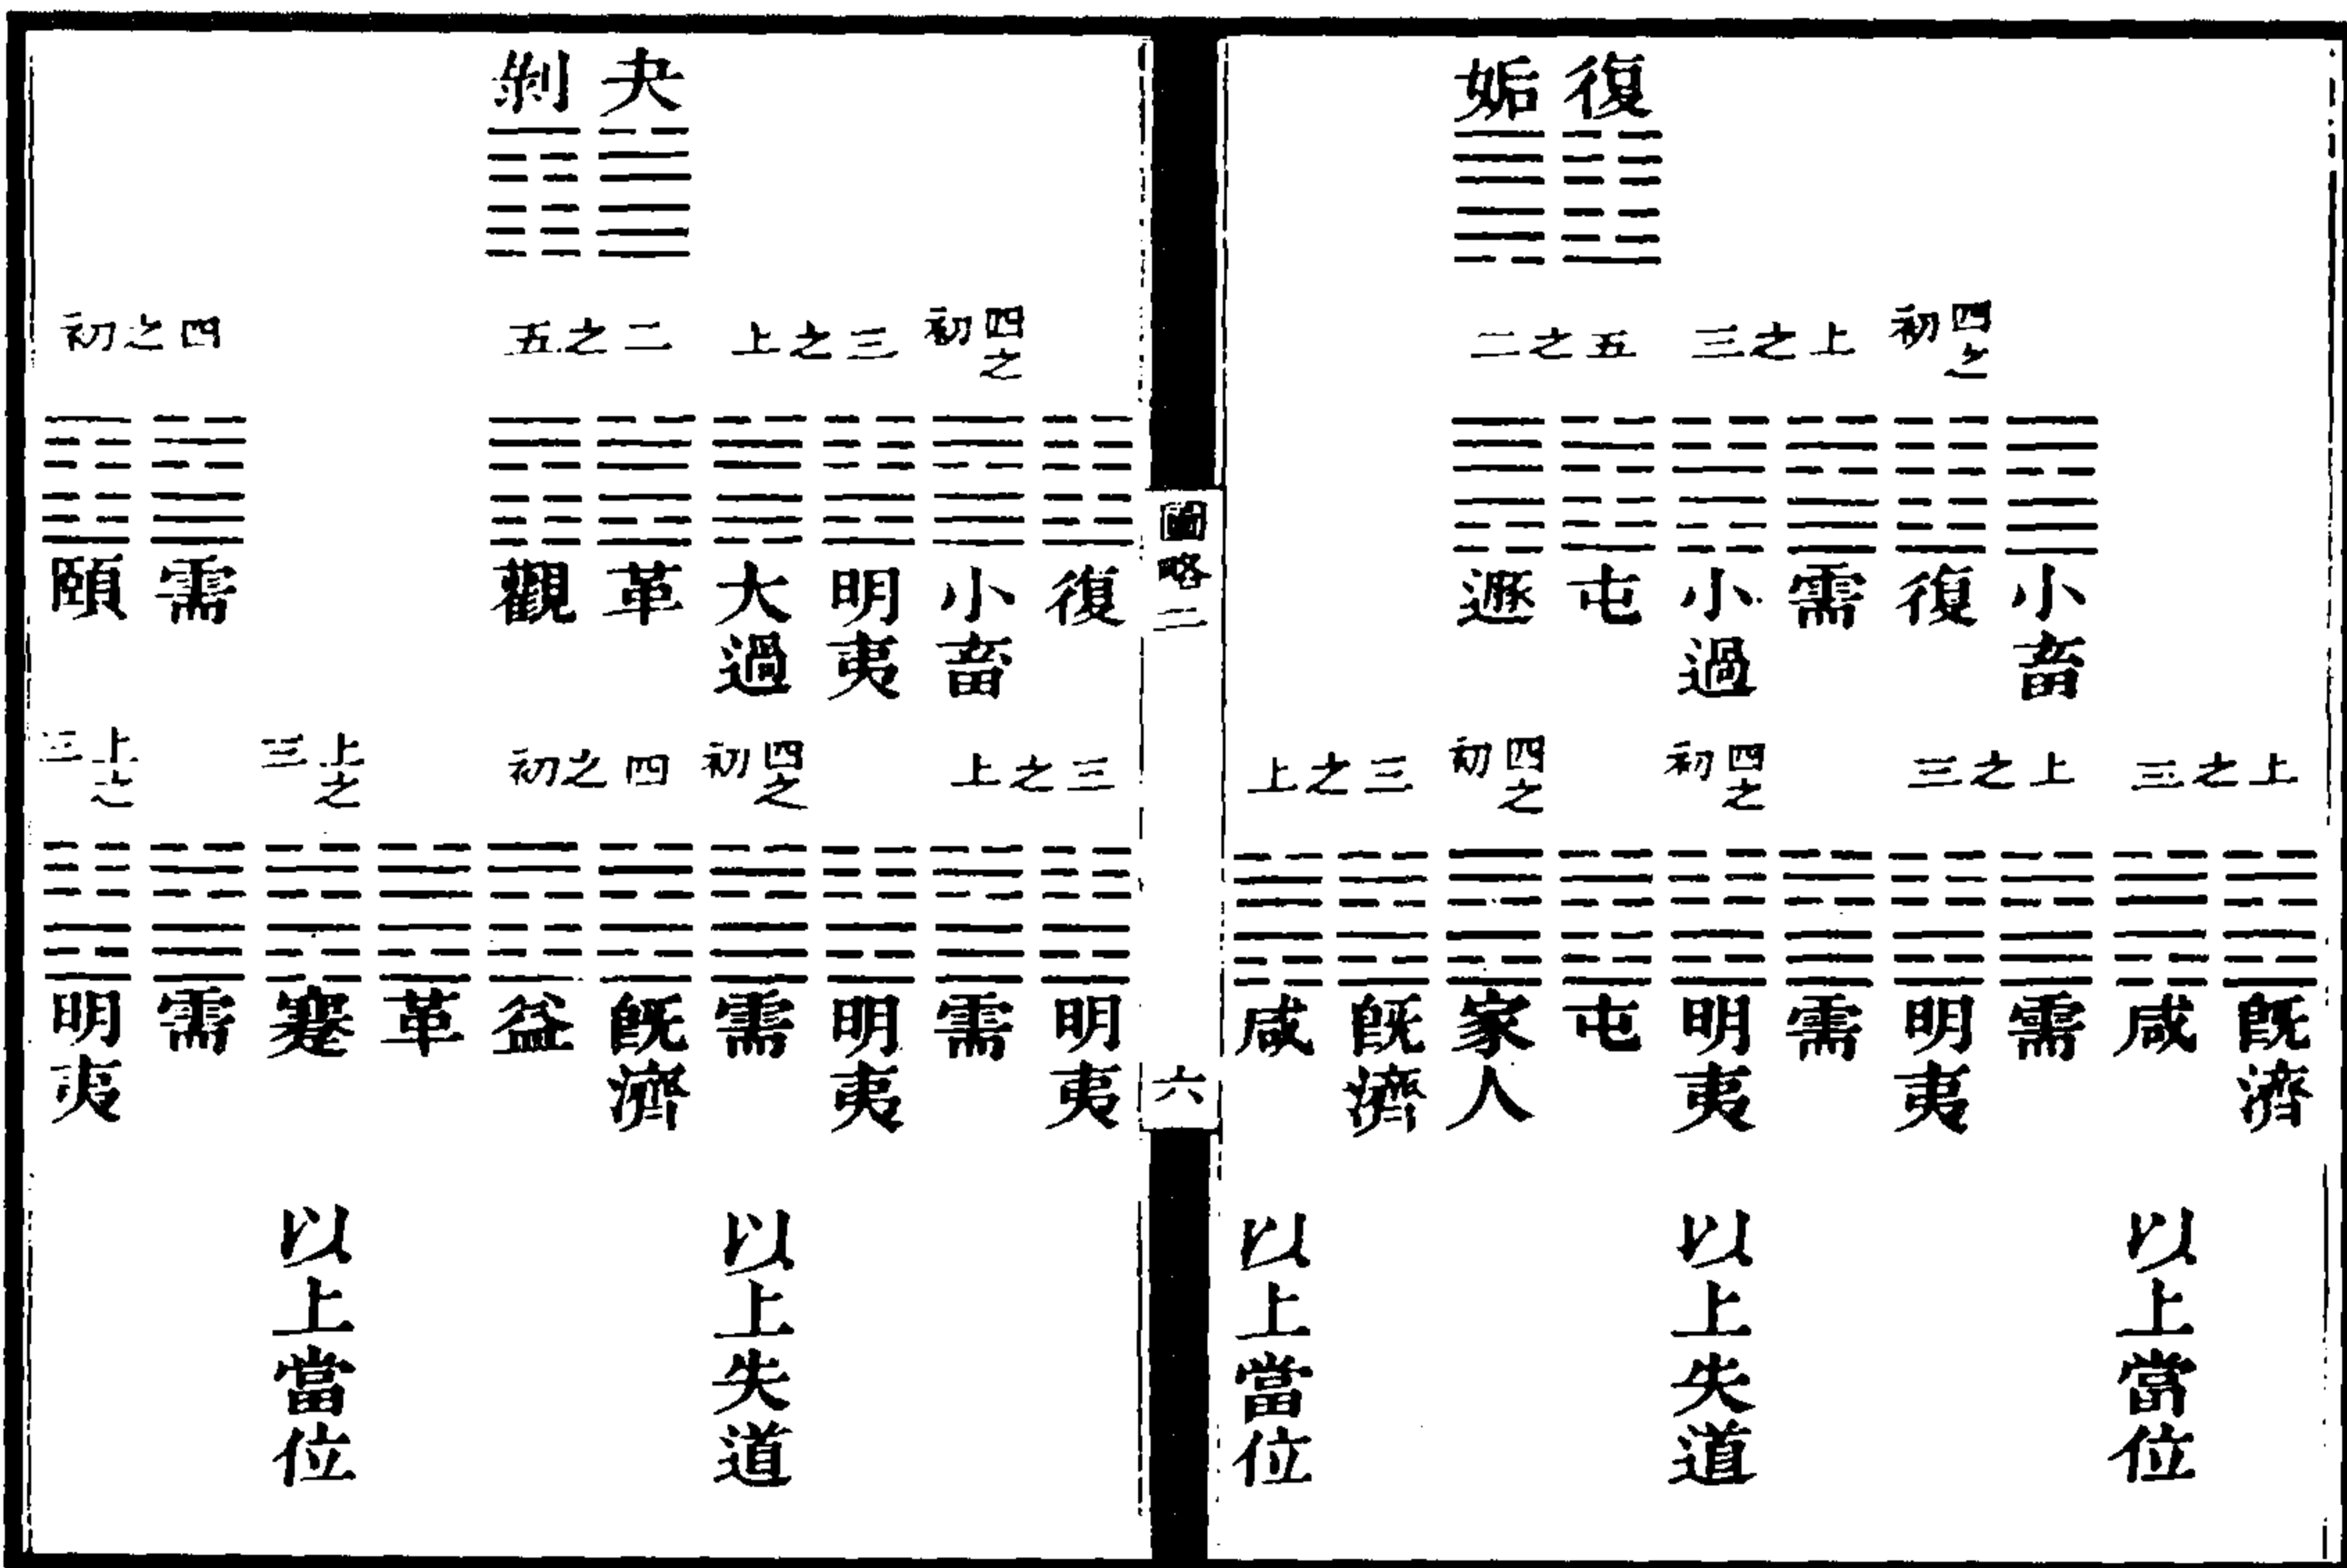 復
姤
四之初
上之三
五之二
小畜
復
需
小過
屯
遯
上之三
上之三
四之初
四之初
三之上
既濟
咸
需
明夷
需
明夷
屯
家人
既濟
咸
以上當位
以上失道
以上當位
圖略二
六
夬
剝
四之初
三之上
二之五
四之初
復
小畜
明夷
大過
革
觀
需
頤
三之上
四之初
四之初
上之三
上之三
明夷
需
明夷
需
既濟
益
革
蹇
需
明夷
以上失道
以上當位